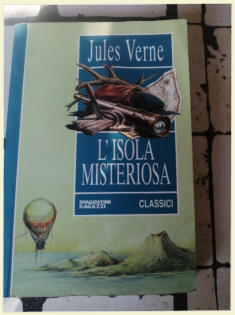 Jules Verne
L'ISOLA
MISTERIOSA
DEAGOSTINI
RAGAZZI
CLASSICI